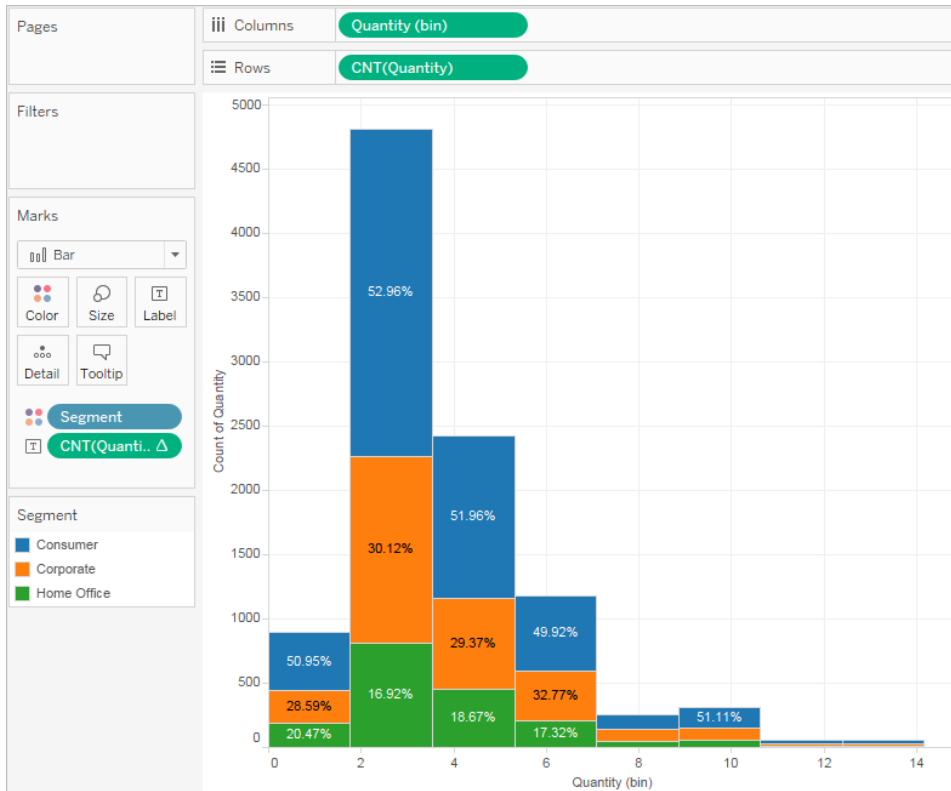 Pages
Columns
Quantity (bin)
Rows
CNT(Quantity)
Filters
Marks
Bar
Color
Size
T
Label
Detail
Tooltip
Segment
T
CNT(Quanti.. Δ
Segment
Consumer
Corporate
Home Office
Count of Quantity
5000
4500
4000
3500
3000
2500
2000
1500
1000
500
0
52.96%
30.12%
16.92%
51.96%
29.37%
18.67%
50.95%
28.59%
20.47%
49.92%
32.77%
17.32%
51.11%
0 2 4 6 8 10 12 14
Quantity (bin)